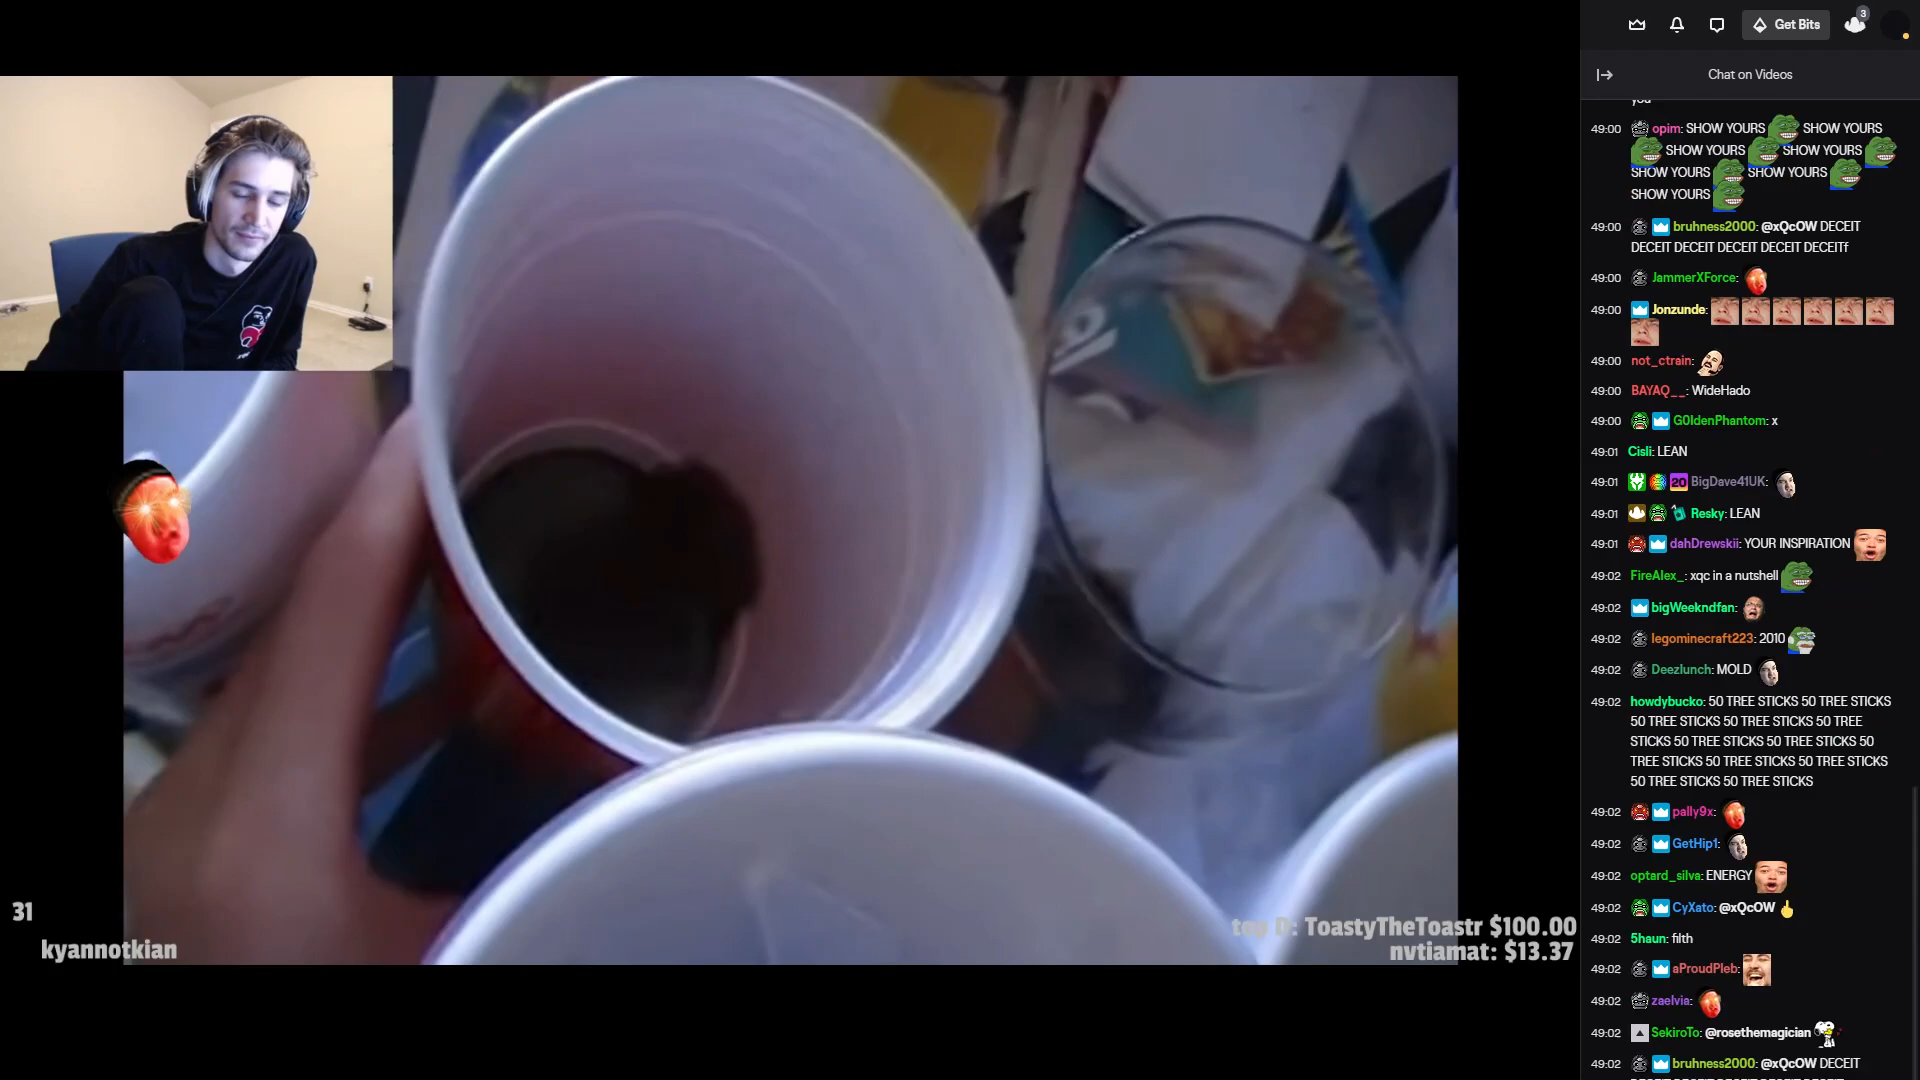 3
Get Bits
Chat on Videos
you
49:00 opim: SHOW YOURS SHOW YOURS
SHOW YOURS SHOW YOURS
SHOW YOURS SHOW YOURS
SHOW YOURS
49:00 bruhness2000: @xQcOW DECEIT
DECEIT DECEIT DECEIT DECEIT DECEITf
49:00 JammerXForce:
49:00 Jonzunde:
49:00 not_ctrain:
49:00 BAYAQ__: WideHado
49:00 G0ldenPhantom: x
49:01 Cisli: LEAN
49:01 20 BigDave41UK:
49:01 Resky: LEAN
49:01 dahDrewskii: YOUR INSPIRATION
49:02 FireAlex_: xqc in a nutshell
49:02 bigWeekndfan:
49:02 legominecraft223: 2010
49:02 Deezlunch: MOLD
49:02 howdybucko: 50 TREE STICKS 50 TREE STICKS
50 TREE STICKS 50 TREE STICKS 50 TREE
STICKS 50 TREE STICKS 50 TREE STICKS 50
TREE STICKS 50 TREE STICKS 50 TREE STICKS
50 TREE STICKS 50 TREE STICKS
49:02 pally9x:
49:02 GetHip1:
49:02 optard_silva: ENERGY
49:02 CyXato: @xQcOW
49:02 5haun: filth
49:02 aProudPleb:
49:02 zaelvia:
49:02 SekiroTo: @rosethemagician
49:02 bruhness2000: @xQcOW DECEIT
31
kyannotkian
top D: ToastyTheToastr $100.00
nvtiamat: $13.37